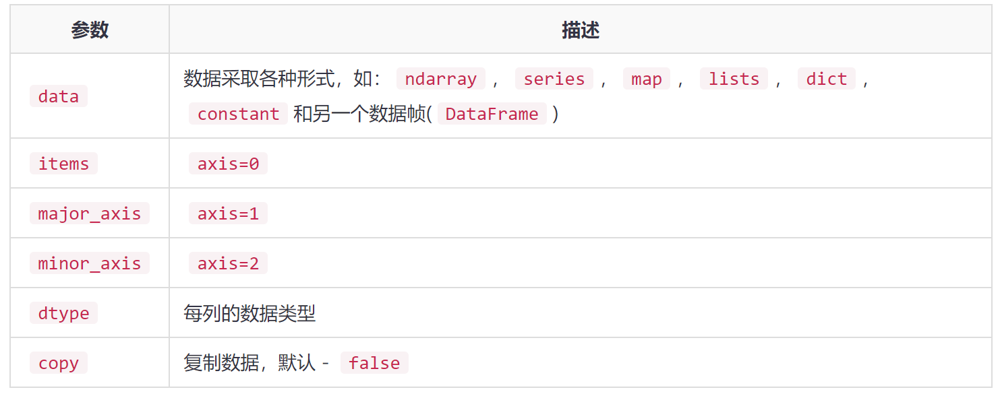 参数 描述
data 数据采取各种形式，如： ndarray ， series ， map ， lists ， dict ，
constant 和另一个数据帧( DataFrame )
items axis=0
major_axis axis=1
minor_axis axis=2
dtype 每列的数据类型
copy 复制数据，默认 - false